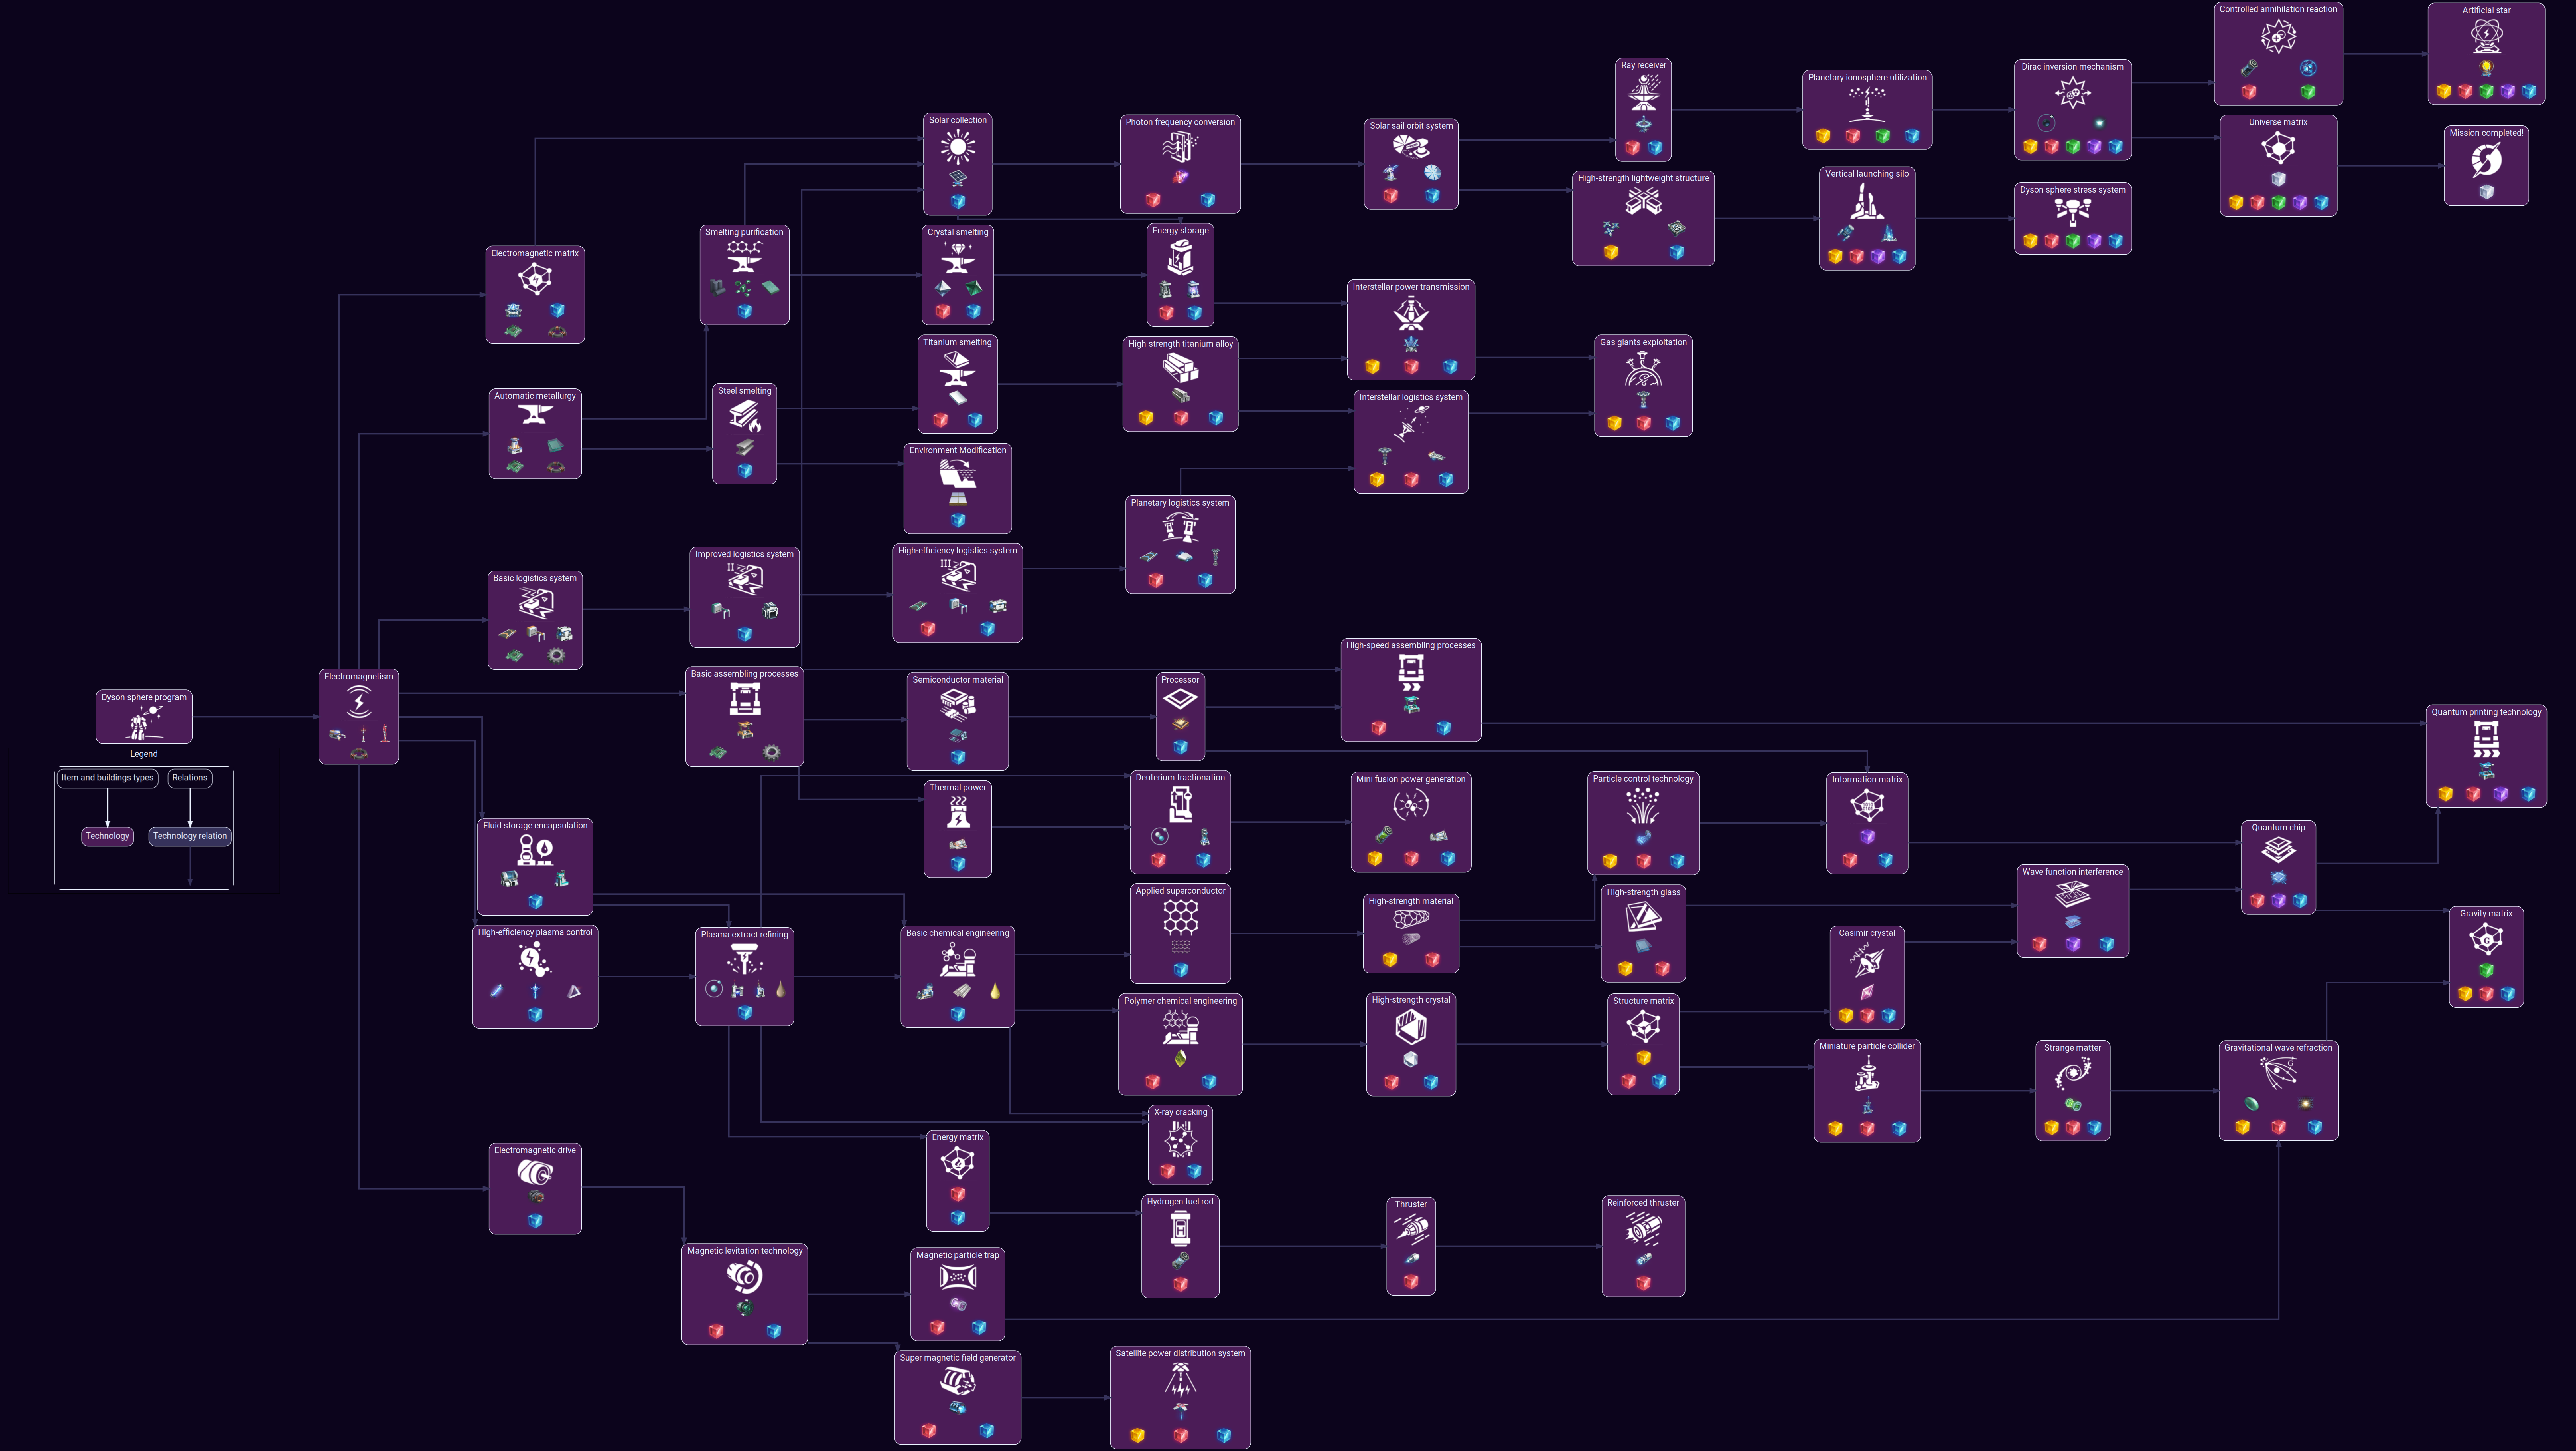 Controlled annihilation reaction
Artificial star
Ray receiver
Planetary ionosphere utilization
Dirac inversion mechanism
Solar collection
Photon frequency conversion
Solar sail orbit system
Universe matrix
Mission completed!
High-strength lightweight structure
Vertical launching silo
Dyson sphere stress system
Smelting purification
Crystal smelting
Energy storage
Electromagnetic matrix
Interstellar power transmission
Titanium smelting
High-strength titanium alloy
Gas giants exploitation
Automatic metallurgy
Steel smelting
Interstellar logistics system
Environment Modification
Planetary logistics system
Improved logistics system
High-efficiency logistics system
Basic logistics system
II
III
High-speed assembling processes
Electromagnetism
Basic assembling processes
Semiconductor material
Processor
Dyson sphere program
Quantum printing technology
Legend
Item and buildings types
Relations
Technology
Technology relation
Thermal power
Deuterium fractionation
Mini fusion power generation
Particle control technology
Information matrix
Fluid storage encapsulation
Quantum chip
Wave function interference
Applied superconductor
High-strength material
High-strength glass
High-efficiency plasma control
Plasma extract refining
Basic chemical engineering
Casimir crystal
Gravity matrix
G
Polymer chemical engineering
High-strength crystal
Structure matrix
Miniature particle collider
Strange matter
Gravitational wave refraction
G
X-ray cracking
Energy matrix
Electromagnetic drive
Hydrogen fuel rod
Thruster
Reinforced thruster
Magnetic levitation technology
Magnetic particle trap
Super magnetic field generator
Satellite power distribution system